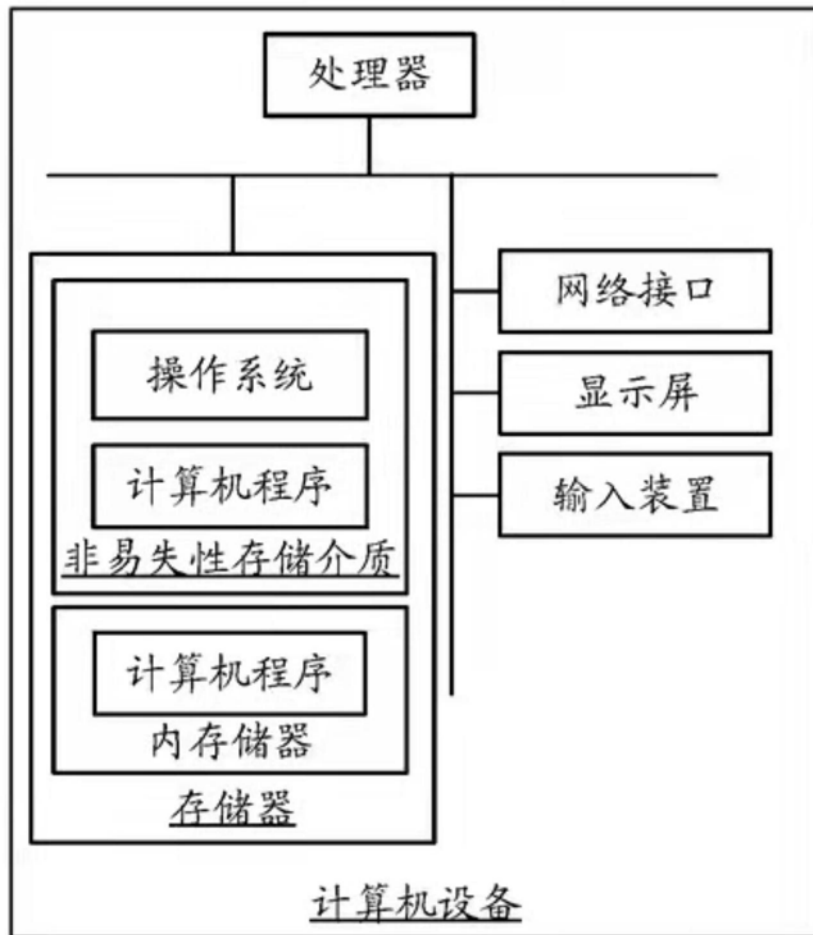 处理器
网络接口
显示屏
输入装置
操作系统
计算机程序
非易失性存储介质
计算机程序
内存储器
存储器
计算机设备